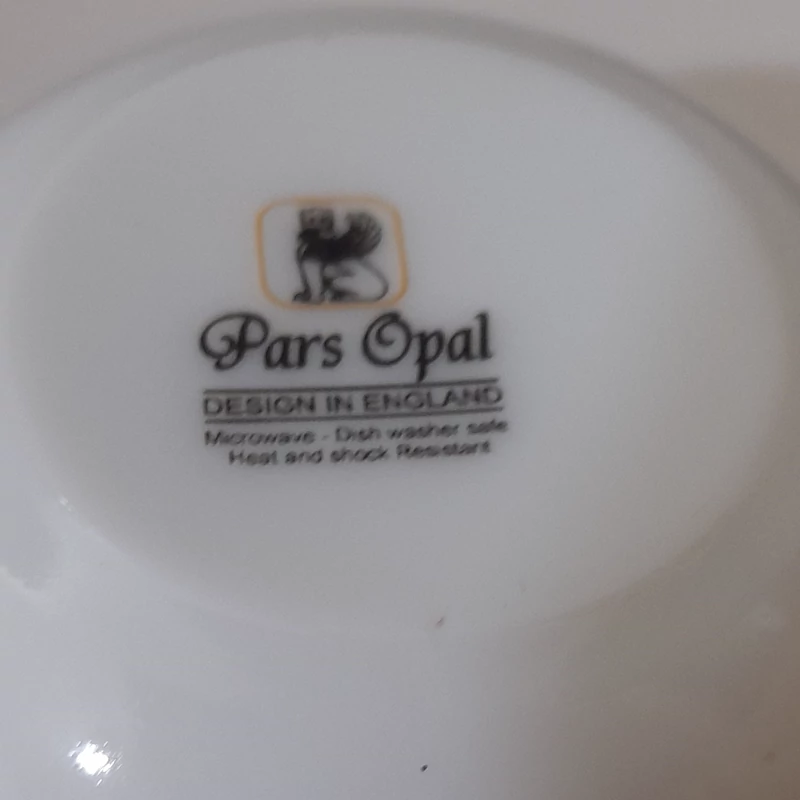 Pars Opal
DESIGN IN ENGLAND
Microwave - Dish washer safe
Heat and shock Resistant